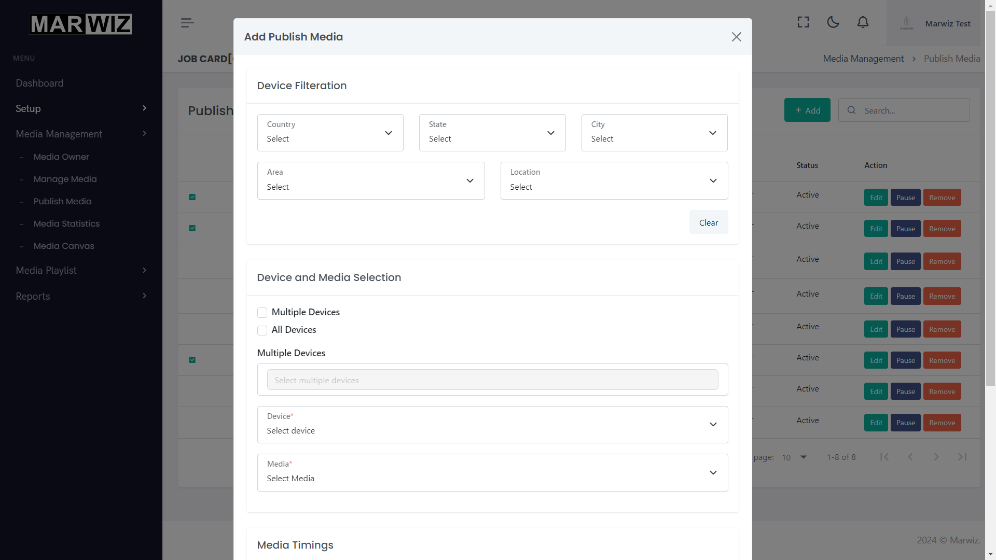 MARWIZ
MENU
Dashboard
Setup
Media Management
- Media Owner
- Manage Media
- Publish Media
- Media Statistics
- Media Canvas
Media Playlist
Reports
Marwiz Test
JOB CARD[
Media Management > Publish Media
Publish
+ Add
Search...
Status
Action
Active
Edit Pause Remove
Active
Edit Pause Remove
Active
Edit Pause Remove
Active
Edit Pause Remove
Active
Edit Pause Remove
Active
Edit Pause Remove
Active
Edit Pause Remove
Active
Edit Pause Remove
page: 10 1-8 of 8
2024 © Marwiz.
Add Publish Media
Device Filteration
Country
Select
State
Select
City
Select
Area
Select
Location
Select
Clear
Device and Media Selection
Multiple Devices
All Devices
Multiple Devices
Select multiple devices
Device*
Select device
Media*
Select Media
Media Timings